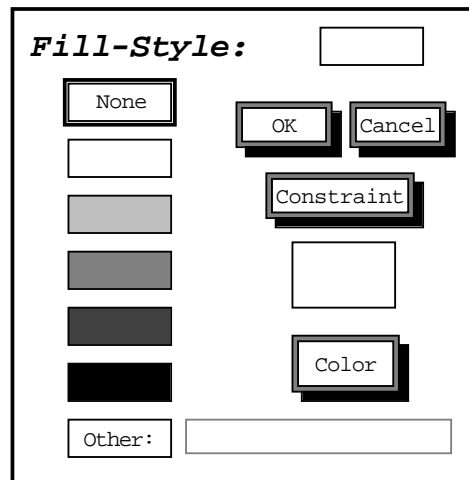 Fill-Style:
None
OK Cancel
Constraint
Color
Other: